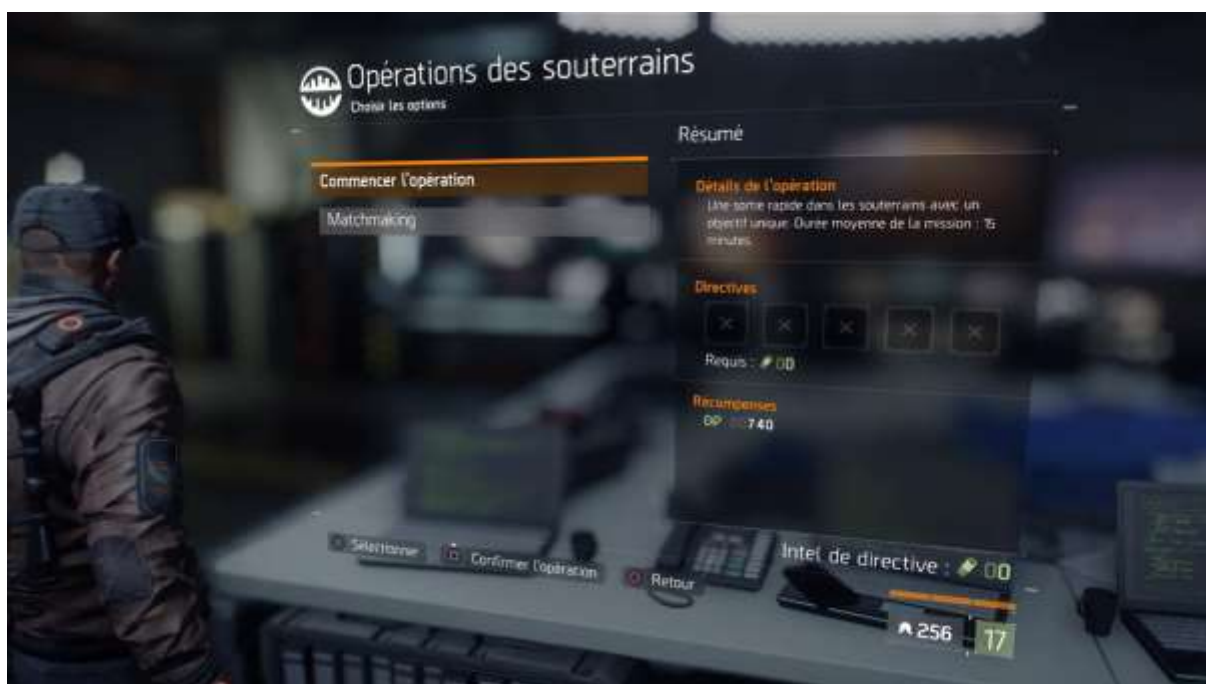 Opérations des souterrains
Choisir les options
Commencer l'opération
Matchmaking
Résumé
Détails de l'opération
Une sortie rapide dans les souterrains avec un
objectif unique. Durée moyenne de la mission : 15
minutes.
Directives
Requis : 00
Récompenses
740
Sélectionner
Confirmer l'opération
Retour
Intel de directive : 00
256
17